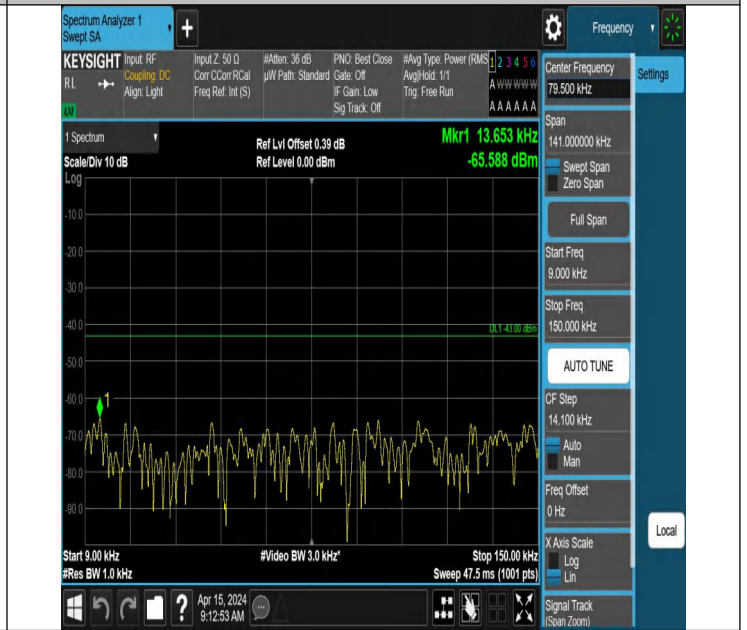 Spectrum Analyzer 1
Swept SA
+
Frequency
KEYSIGHT
RL
Input: RF
Coupling: DC
Align: Light
Input Z: 50 Ω
Corr CCorr RCal
Freq Ref: Int (S)
#Atten: 36 dB
µW Path: Standard
PNO: Best Close
Gate: Off
IF Gain: Low
Sig Track: Off
#Avg Type: Power (RMS
Avg|Hold: 1/1
Trig: Free Run
1 2 3 4 5 6
A W W W W W
A A A A A A
1 Spectrum
Scale/Div 10 dB
Log
Ref Lvl Offset 0.39 dB
Ref Level 0.00 dBm
Mkr1 13.653 kHz
-65.588 dBm
-10.0
-20.0
-30.0
-40.0
DL1 -43.00 dBm
-50.0
-60.0
1
-70.0
-80.0
-90.0
Start 9.00 kHz
#Video BW 3.0 kHz*
Stop 150.00 kHz
#Res BW 1.0 kHz
Sweep 47.5 ms (1001 pts)
?
Apr 15, 2024
9:12:53 AM
Center Frequency
79.500 kHz
Settings
Span
141.000000 kHz
Swept Span
Zero Span
Full Span
Start Freq
9.000 kHz
Stop Freq
150.000 kHz
AUTO TUNE
CF Step
14.100 kHz
Auto
Man
Freq Offset
0 Hz
X Axis Scale
Log
Lin
Local
Signal Track
(Span Zoom)